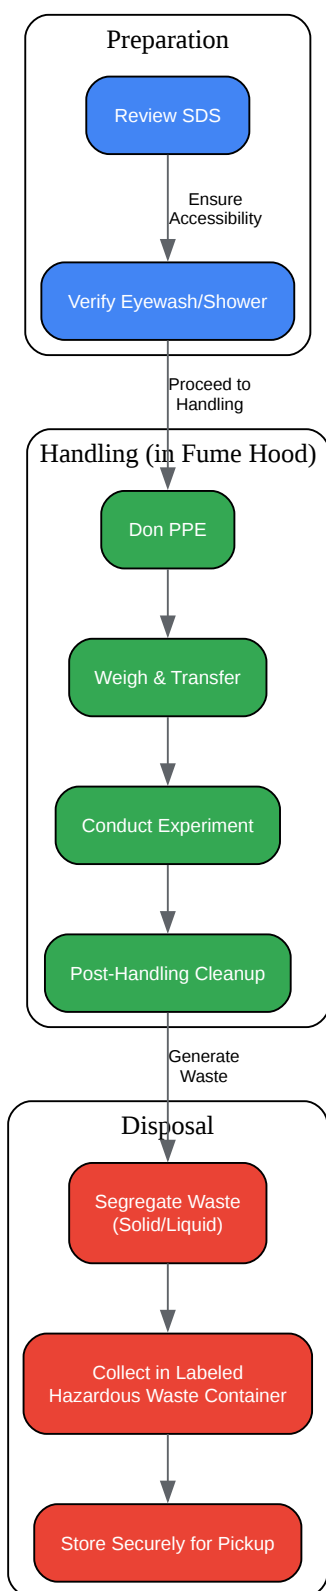 Preparation
Review SDS
Ensure
Accessibility
Verify Eyewash/Shower
Proceed to
Handling
Handling (in Fume Hood)
Don PPE
Weigh & Transfer
Conduct Experiment
Post-Handling Cleanup
Generate
Waste
Disposal
Segregate Waste
(Solid/Liquid)
Collect in Labeled
Hazardous Waste Container
Store Securely for Pickup